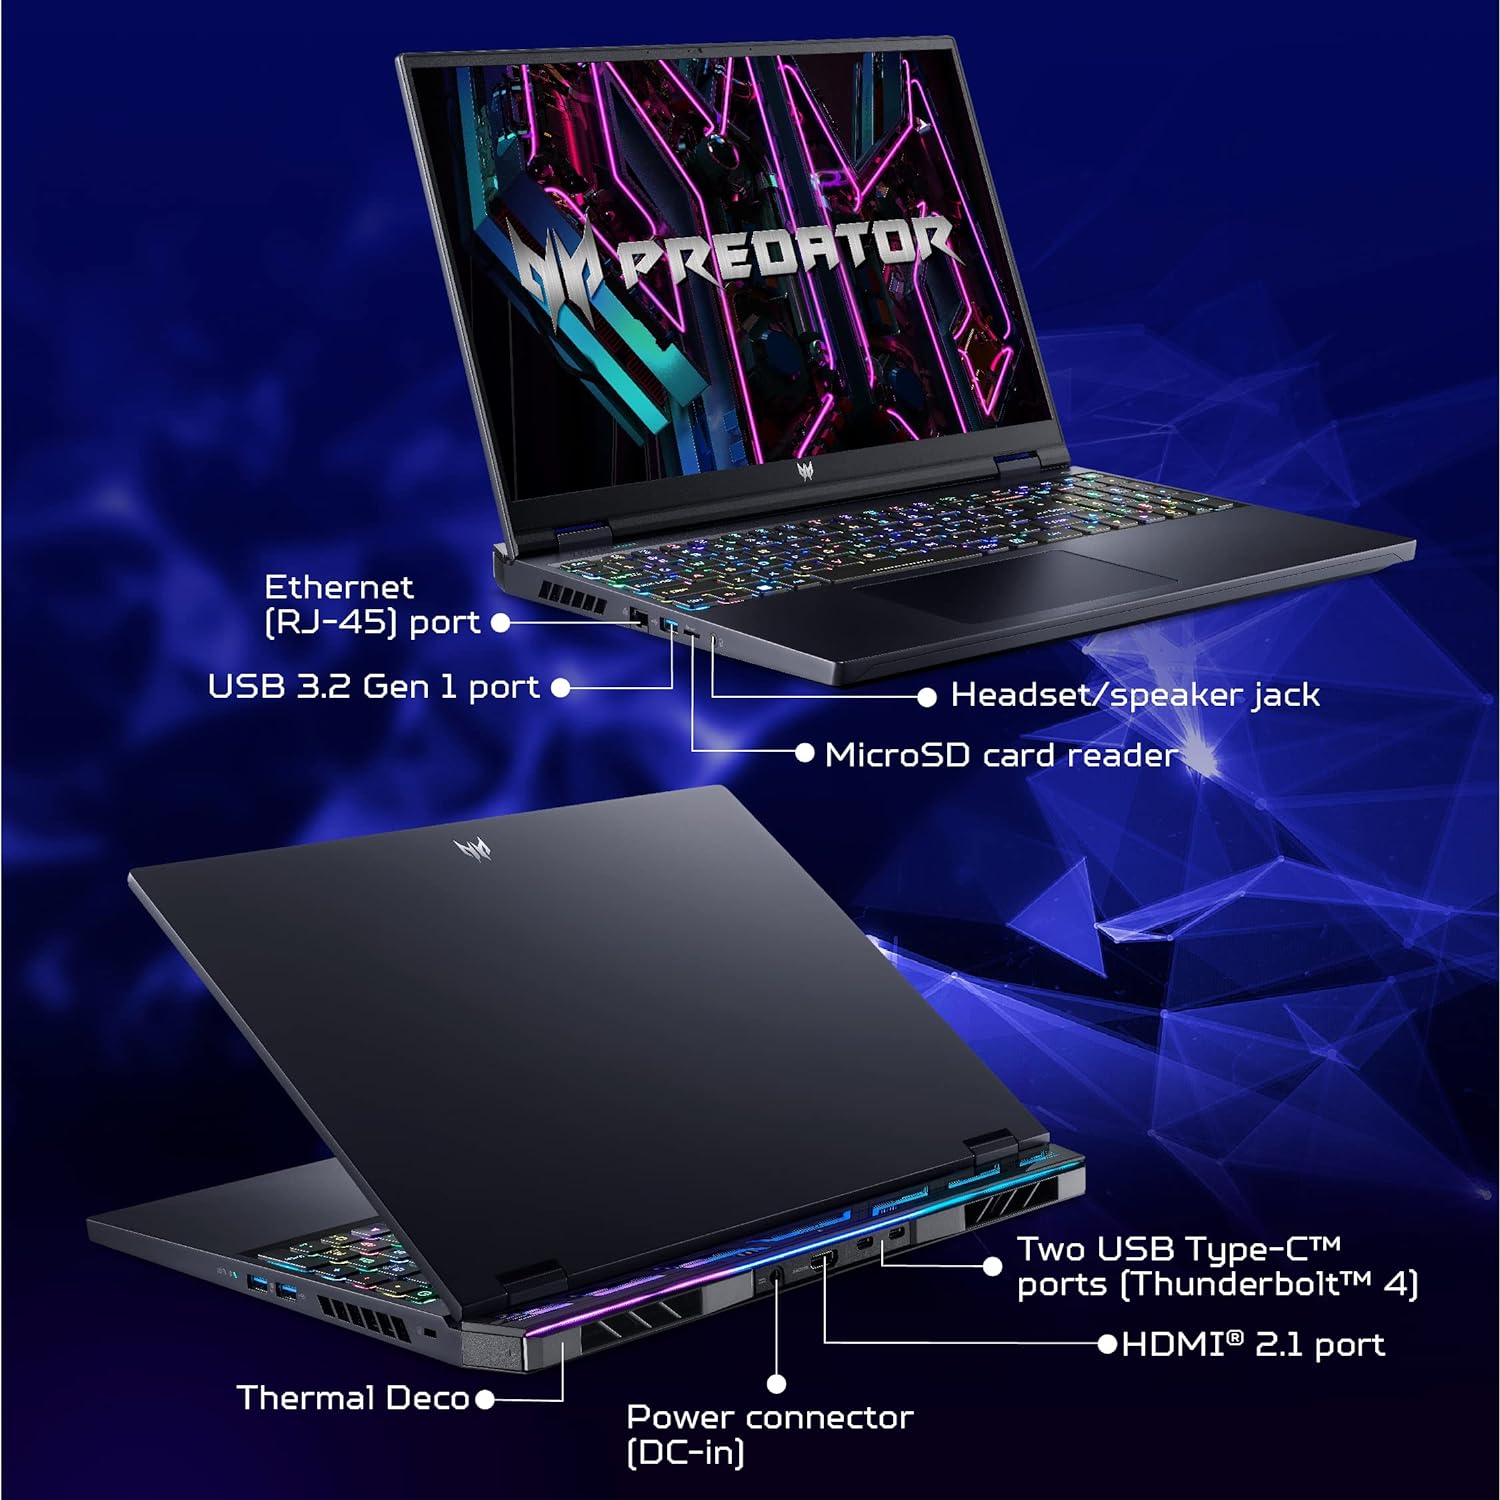 PREDATOR
Ethernet
(RJ-45) port
USB 3.2 Gen 1 port
Headset/speaker jack
MicroSD card reader
Two USB Type-C™
ports (Thunderbolt™ 4)
HDMI® 2.1 port
Thermal Deco
Power connector
(DC-in)